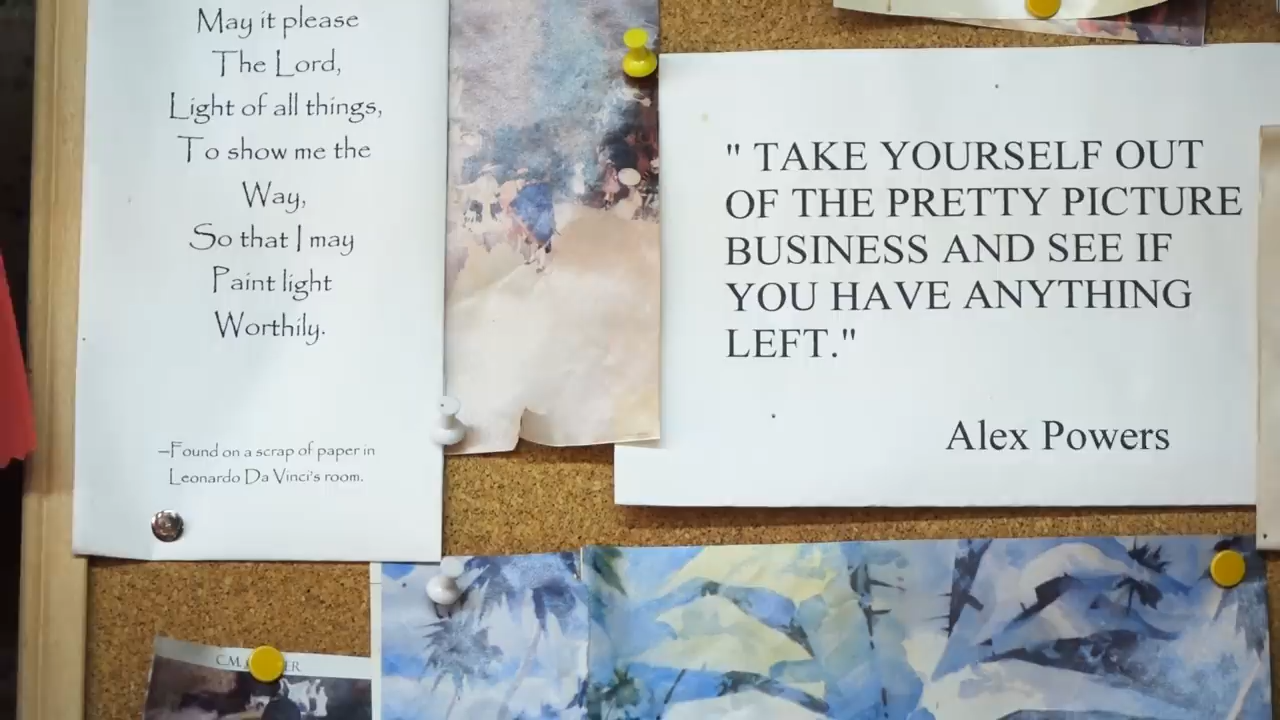 May it please
The Lord,
Light of all things,
To show me the
Way,
So that I may
Paint light
Worthily.
—Found on a scrap of paper in
Leonardo Da Vinci's room.
" TAKE YOURSELF OUT
OF THE PRETTY PICTURE
BUSINESS AND SEE IF
YOU HAVE ANYTHING
LEFT."
Alex Powers
C.M.